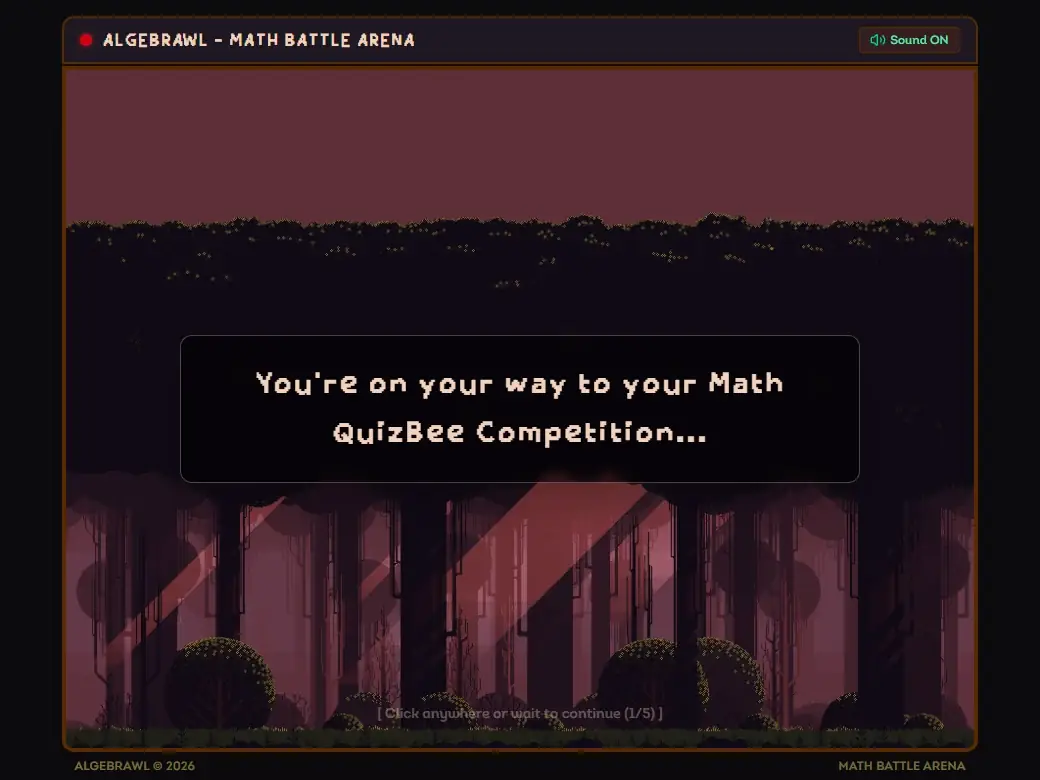 ALGEBRAWL - MATH BATTLE ARENA
Sound ON
You're on your way to your Math
QuizBee Competition...
[ Click anywhere or wait to continue (1/5) ]
ALGEBRAWL © 2026
MATH BATTLE ARENA